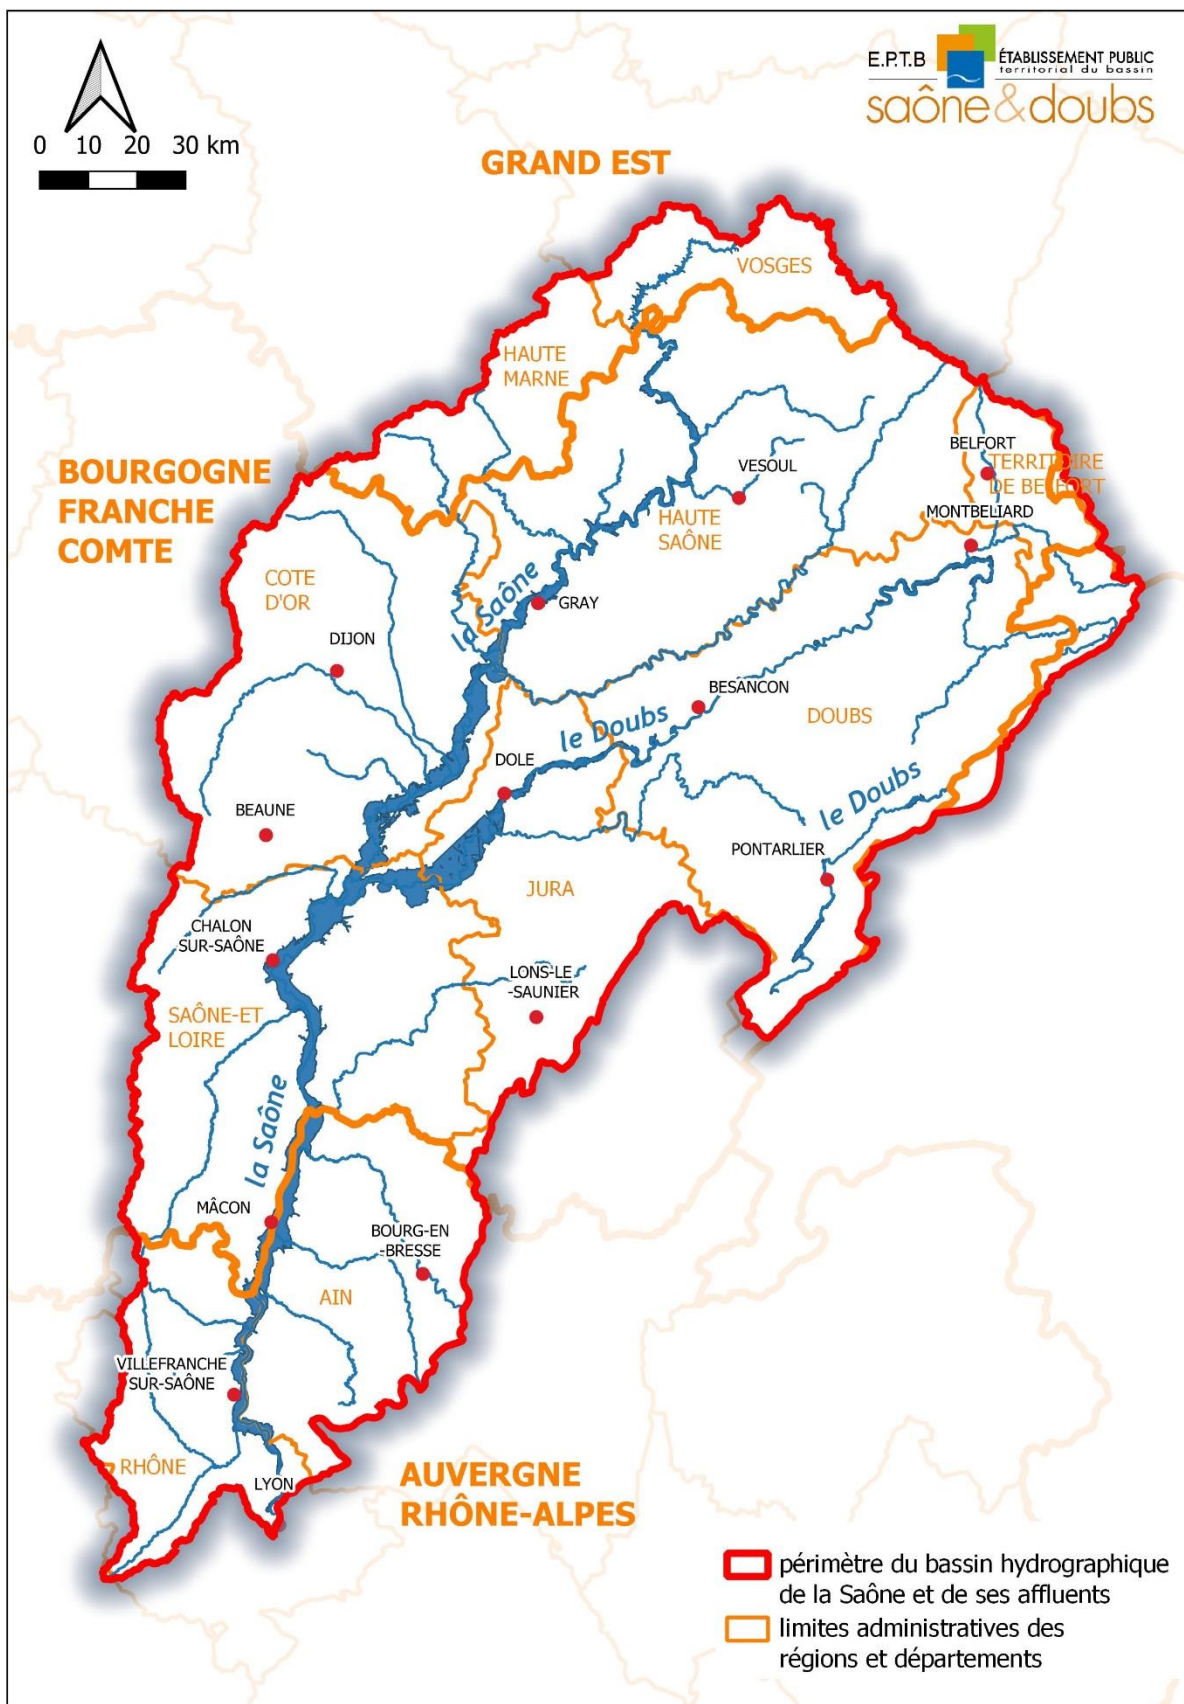 E.P.T.B
ÉTABLISSEMENT PUBLIC
territorial du bassin
saône&doubs
0 10 20 30 km
GRAND EST
VOSGES
HAUTE
MARNE
BELFORT
TERRITOIRE
DE BELFORT
BOURGOGNE
FRANCHE
COMTE
VESOUL
MONTBELIARD
HAUTE
SAÔNE
COTE
D'OR
la Saône
GRAY
DIJON
BESANCON
DOUBS
le Doubs
DOLE
le Doubs
BEAUNE
PONTARLIER
JURA
CHALON
SUR-SAÔNE
LONS-LE
-SAUNIER
SAÔNE-ET
LOIRE
la Saône
MÂCON
BOURG-EN
-BRESSE
AIN
VILLEFRANCHE
SUR-SAÔNE
RHÔNE
LYON
AUVERGNE
RHÔNE-ALPES
périmètre du bassin hydrographique
de la Saône et de ses affluents
limites administratives des
régions et départements